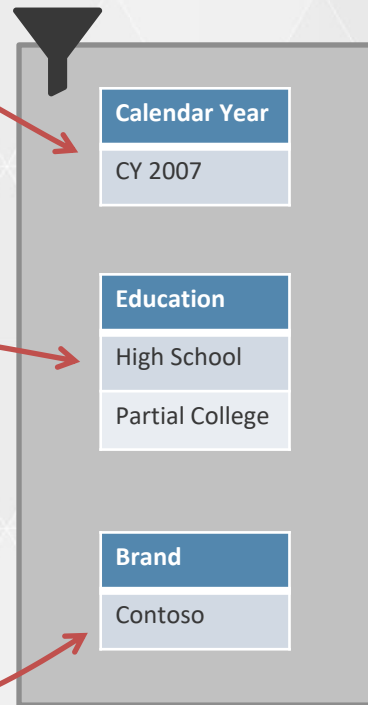 Calendar Year
CY 2007
Education
High School
Partial College
Brand
Contoso